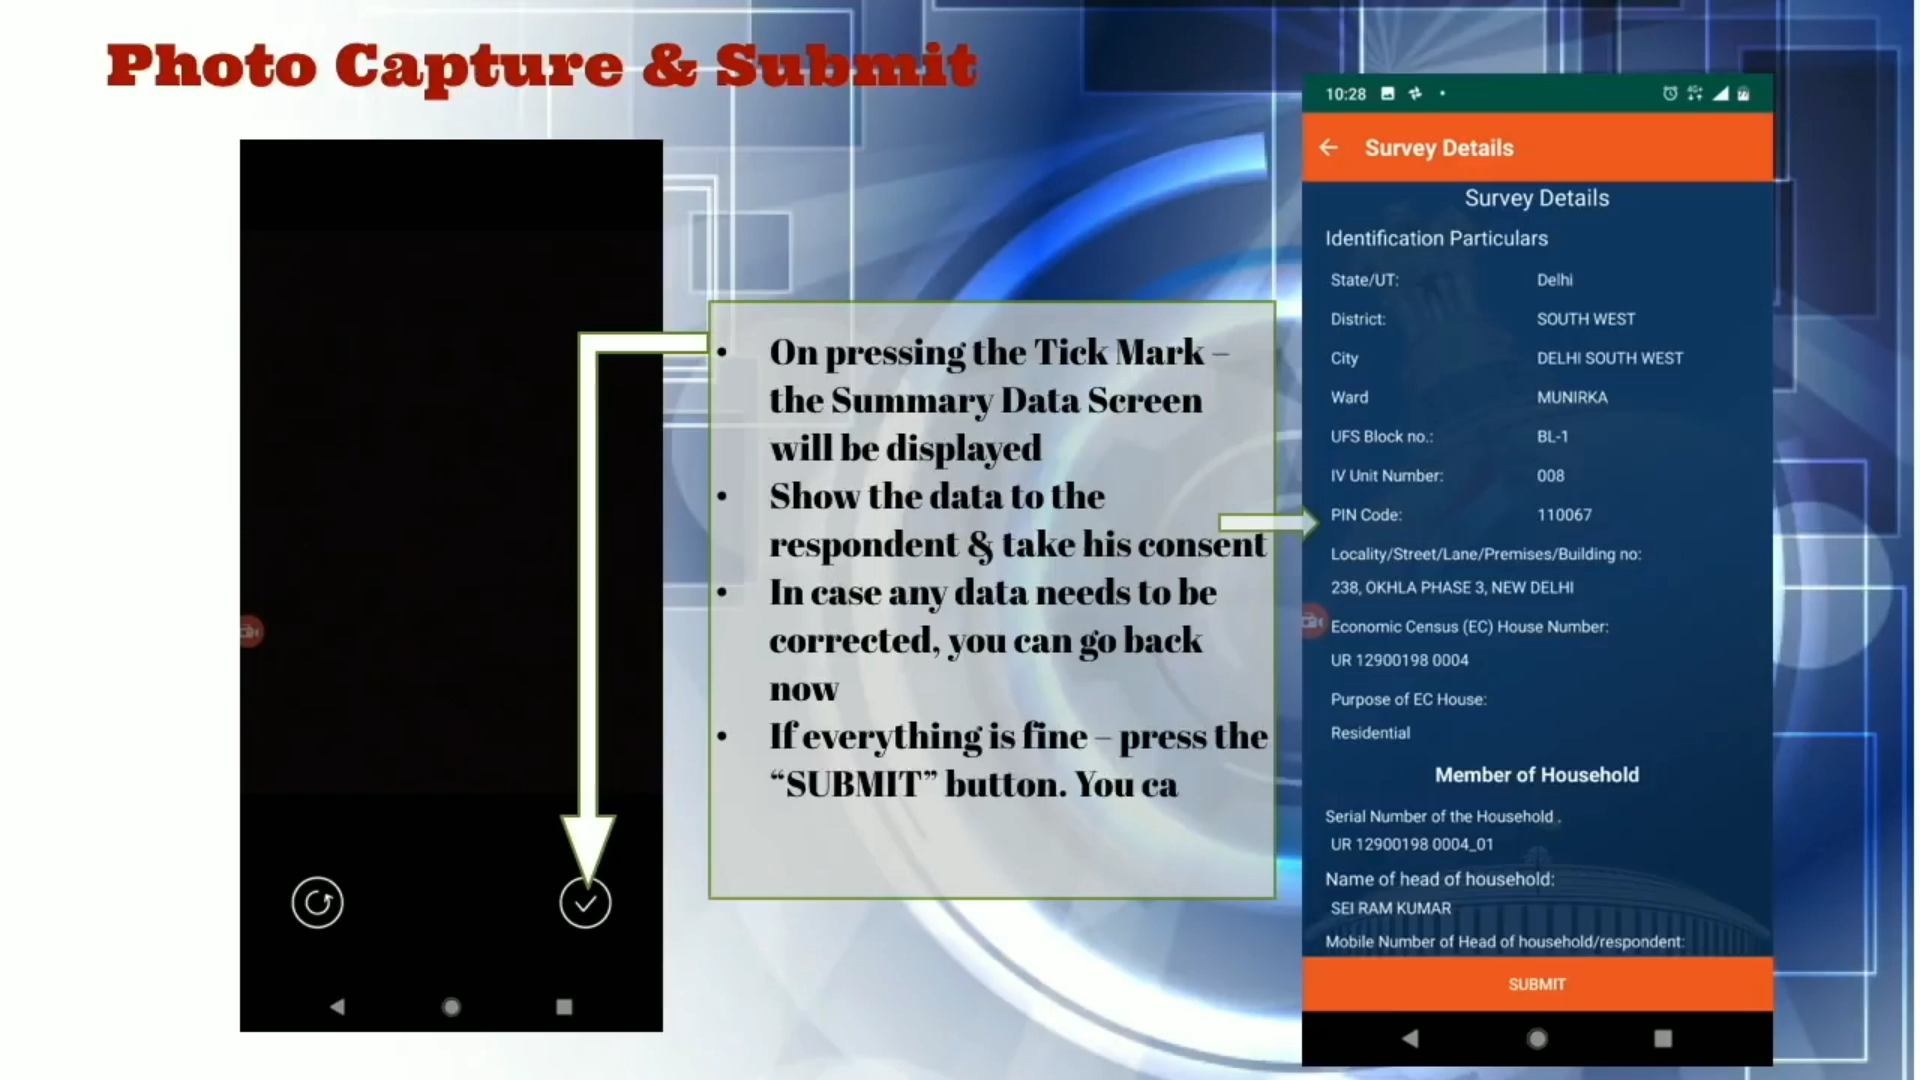 Photo Capture & Submit
• On pressing the Tick Mark –
the Summary Data Screen
will be displayed
• Show the data to the
respondent & take his consent
• In case any data needs to be
corrected, you can go back
now
• If everything is fine – press the
“SUBMIT” button. You ca
10:28
Survey Details
Survey Details
Identification Particulars
State/UT: Delhi
District: SOUTH WEST
City DELHI SOUTH WEST
Ward MUNIRKA
UFS Block no.: BL-1
IV Unit Number: 008
PIN Code: 110067
Locality/Street/Lane/Premises/Building no:
238, OKHLA PHASE 3, NEW DELHI
Economic Census (EC) House Number:
UR 12900198 0004
Purpose of EC House:
Residential
Member of Household
Serial Number of the Household .
UR 12900198 0004_01
Name of head of household:
SEI RAM KUMAR
Mobile Number of Head of household/respondent:
SUBMIT